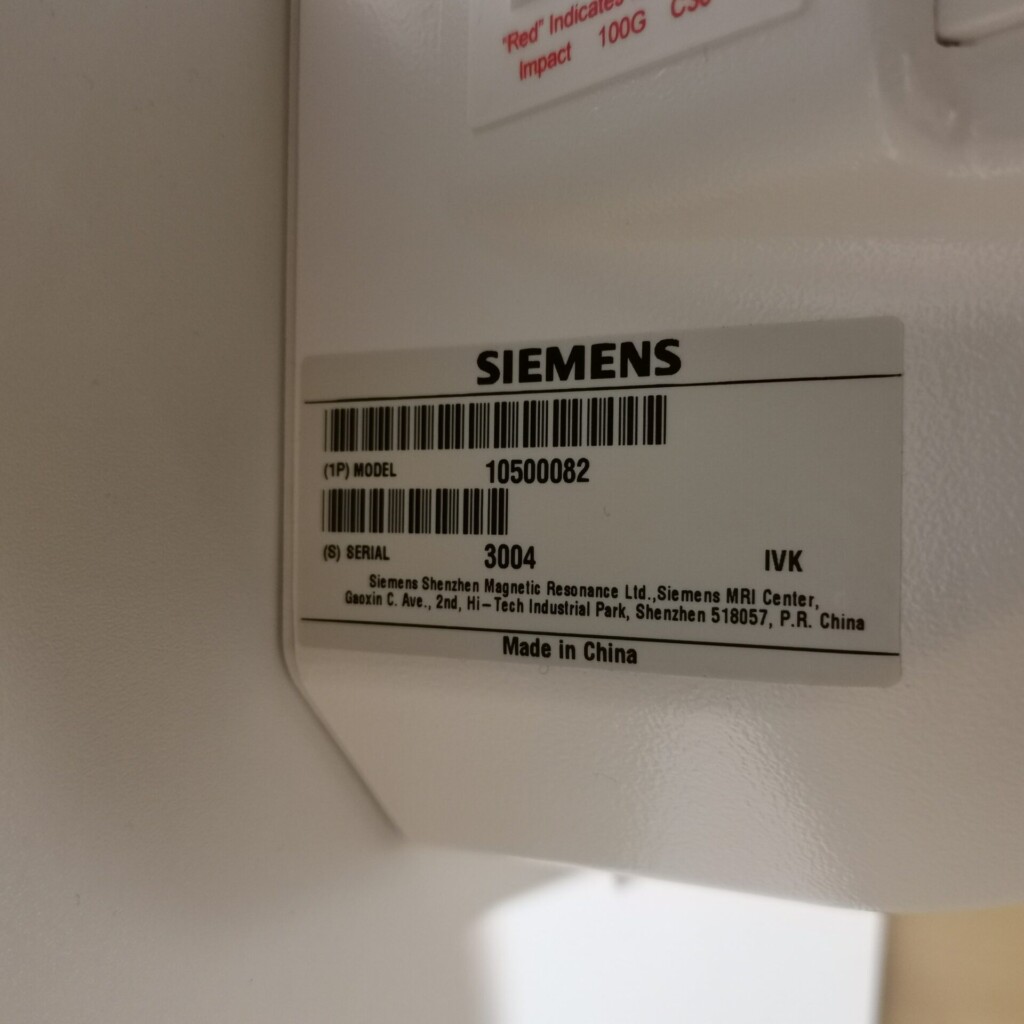 "Red" Indicates
Impact 100G
SIEMENS
(1P) MODEL 10500082
(S) SERIAL 3004 IVK
Siemens Shenzhen Magnetic Resonance Ltd.,Siemens MRI Center,
Gaoxin C. Ave., 2nd, Hi-Tech Industrial Park, Shenzhen 518057, P.R. China
Made in China